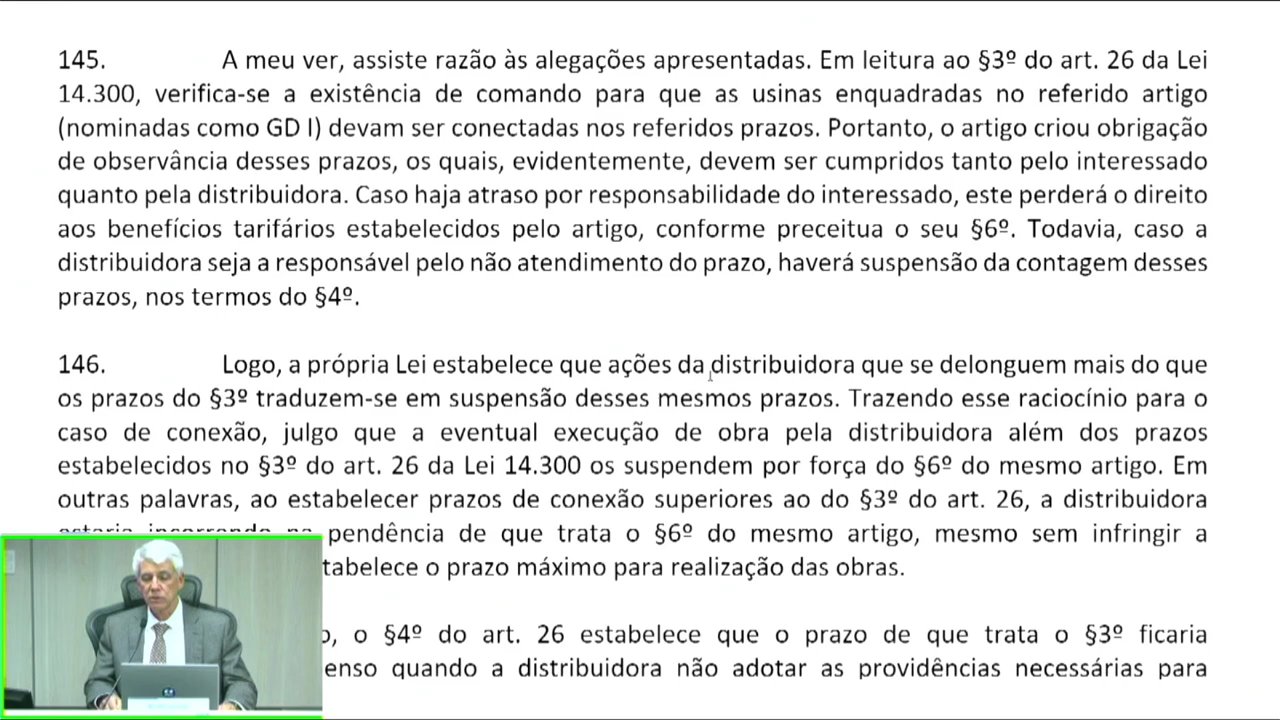 145. A meu ver, assiste razão às alegações apresentadas. Em leitura ao §3º do art. 26 da Lei
14.300, verifica-se a existência de comando para que as usinas enquadradas no referido artigo
(nominadas como GD I) devam ser conectadas nos referidos prazos. Portanto, o artigo criou obrigação
de observância desses prazos, os quais, evidentemente, devem ser cumpridos tanto pelo interessado
quanto pela distribuidora. Caso haja atraso por responsabilidade do interessado, este perderá o direito
aos benefícios tarifários estabelecidos pelo artigo, conforme preceitua o seu §6º. Todavia, caso a
distribuidora seja a responsável pelo não atendimento do prazo, haverá suspensão da contagem desses
prazos, nos termos do §4º.
146. Logo, a própria Lei estabelece que ações da distribuidora que se delonguem mais do que
os prazos do §3º traduzem-se em suspensão desses mesmos prazos. Trazendo esse raciocínio para o
caso de conexão, julgo que a eventual execução de obra pela distribuidora além dos prazos
estabelecidos no §3º do art. 26 da Lei 14.300 os suspendem por força do §6º do mesmo artigo. Em
outras palavras, ao estabelecer prazos de conexão superiores ao do §3º do art. 26, a distribuidora
pendência de que trata o §6º do mesmo artigo, mesmo sem infringir a
tabelece o prazo máximo para realização das obras.
o, o §4º do art. 26 estabelece que o prazo de que trata o §3º ficaria
enso quando a distribuidora não adotar as providências necessárias para